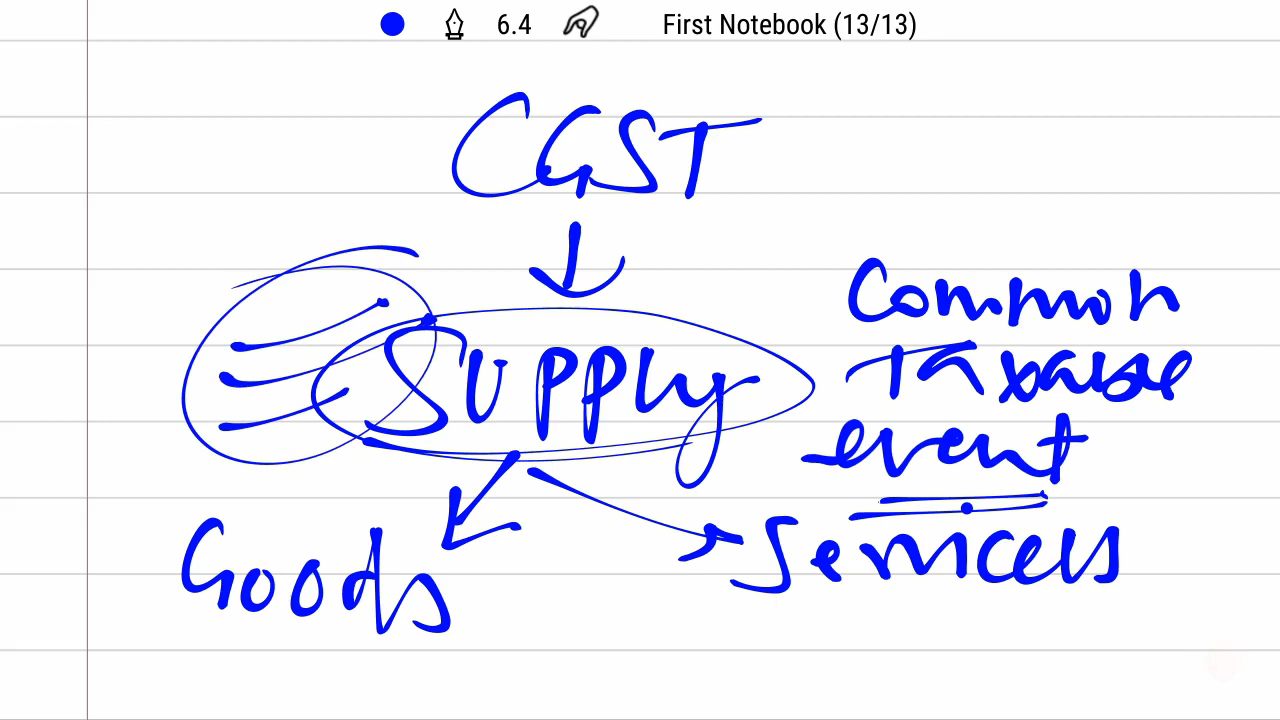 6.4 First Notebook (13/13)
CGST
Supply
Common
Taxable
event
Goods
Services